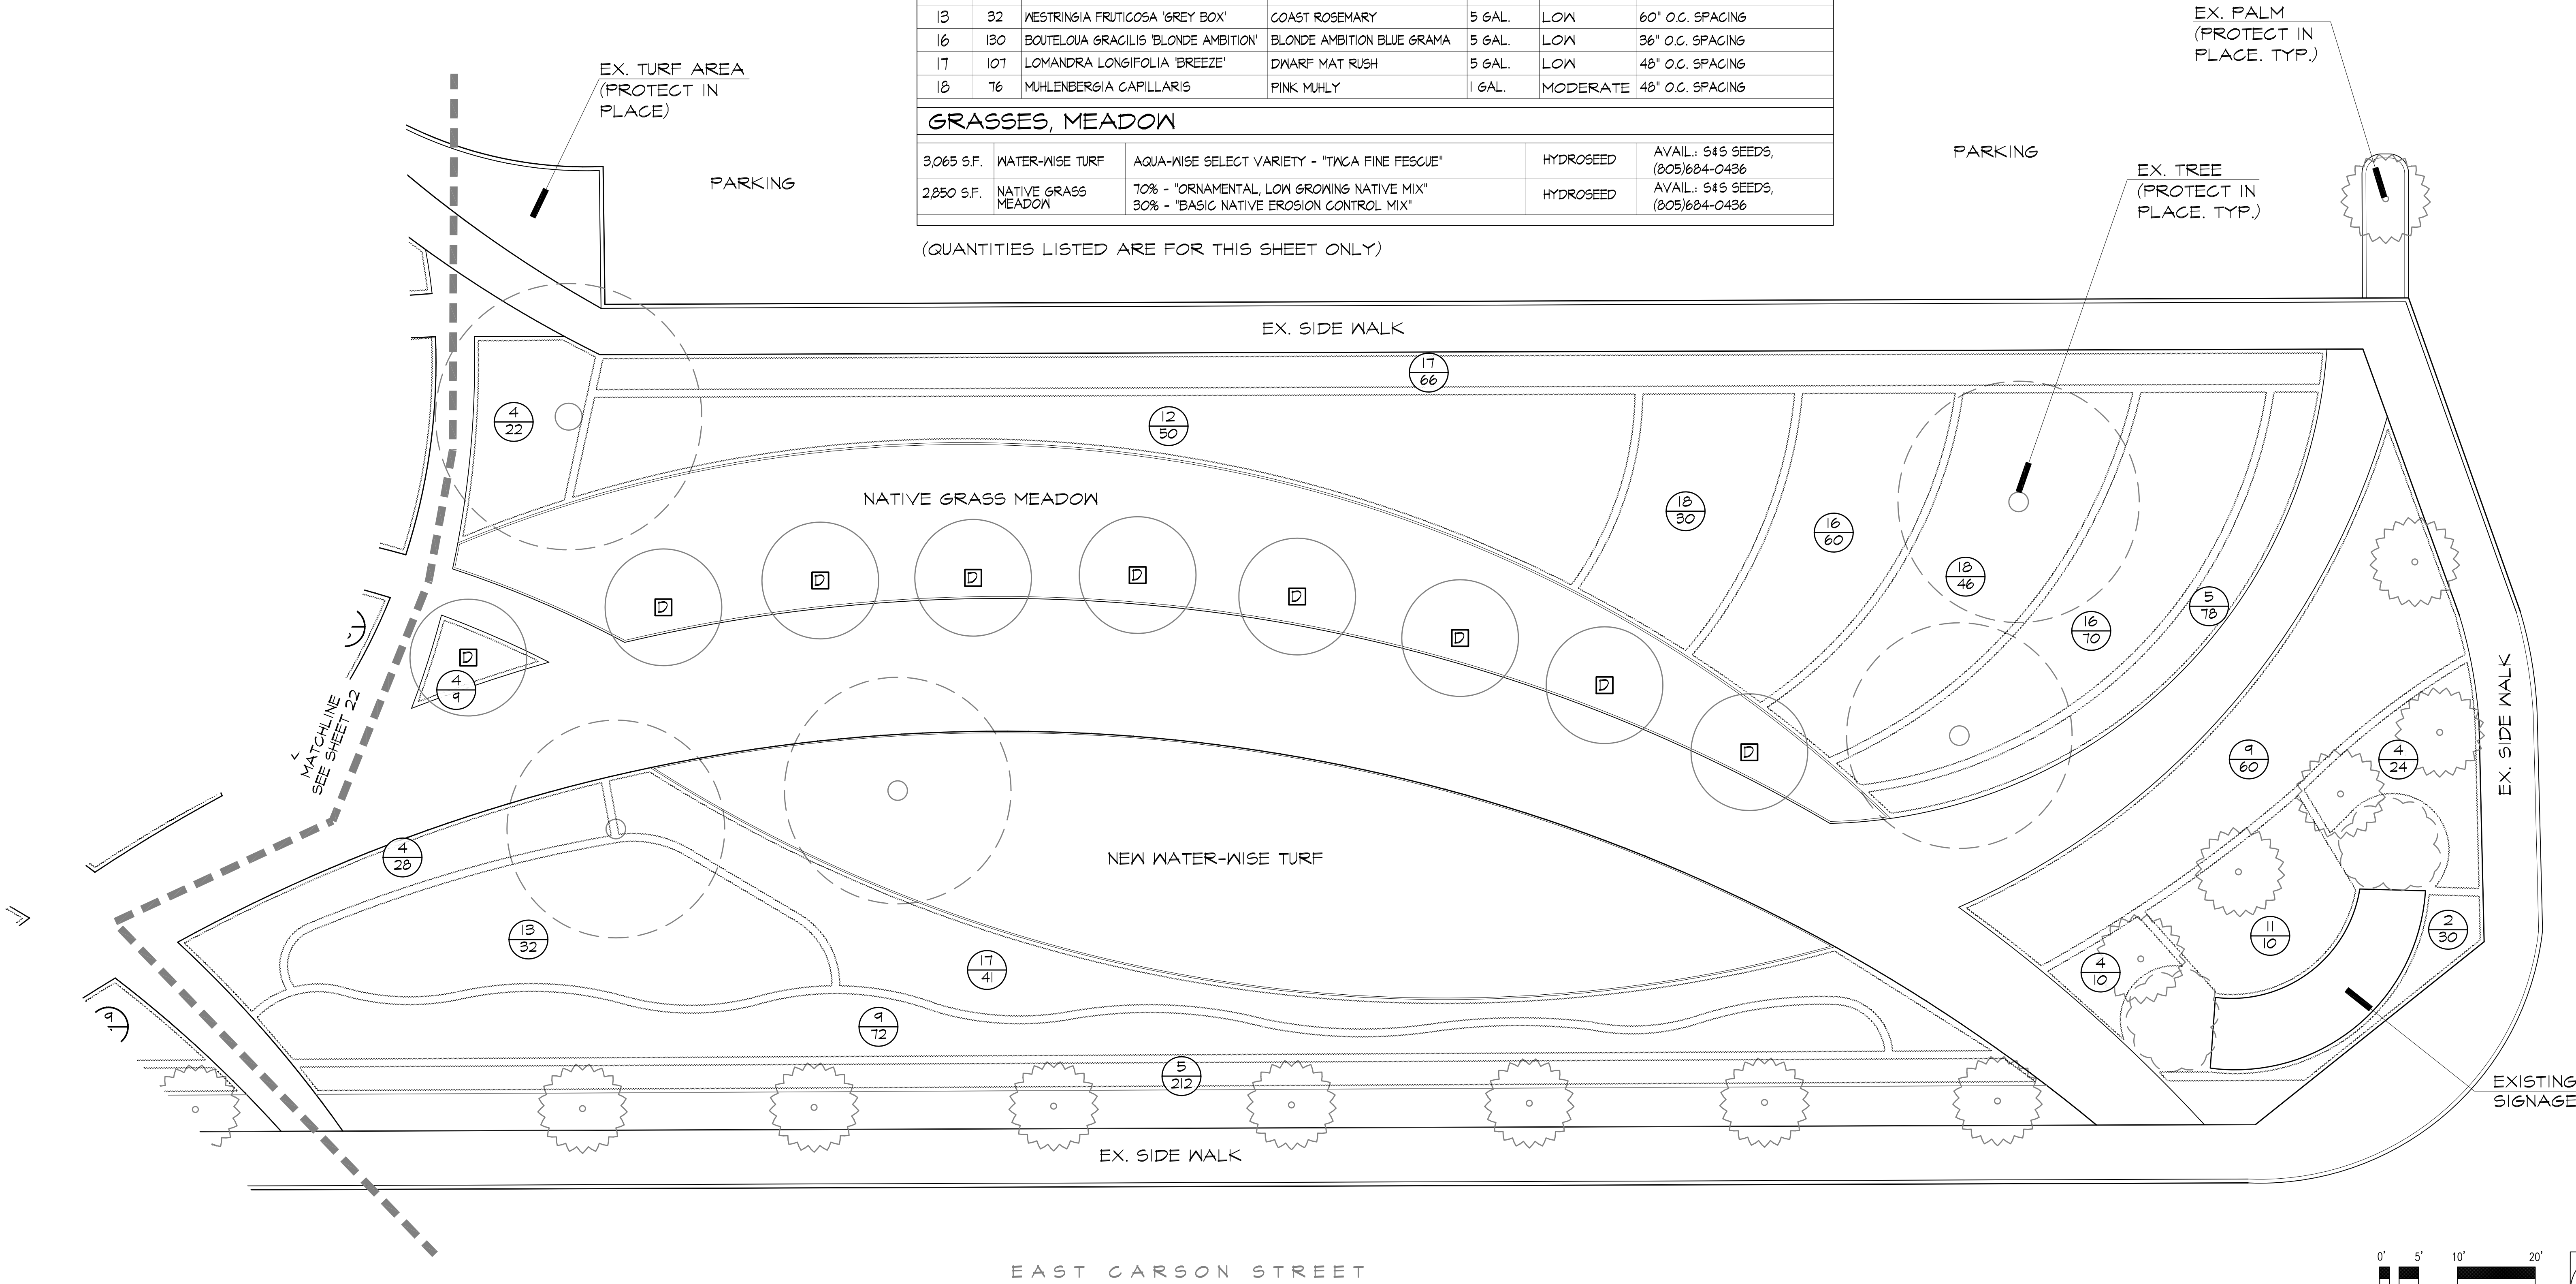 13 32 WESTRINGIA FRUTICOSA 'GREY BOX' COAST ROSEMARY 5 GAL. LOW 60" O.C. SPACING
16 130 BOUTELOUA GRACILIS 'BLONDE AMBITION' BLONDE AMBITION BLUE GRAMA 5 GAL. LOW 36" O.C. SPACING
17 107 LOMANDRA LONGIFOLIA 'BREEZE' DWARF MAT RUSH 5 GAL. LOW 48" O.C. SPACING
18 76 MUHLENBERGIA CAPILLARIS PINK MUHLY 1 GAL. MODERATE 48" O.C. SPACING
GRASSES, MEADOW
3,065 S.F. WATER-WISE TURF AQUA-WISE SELECT VARIETY - "TWCA FINE FESCUE" HYDROSEED AVAIL.: S&S SEEDS,
(805)684-0436
2,850 S.F. NATIVE GRASS
MEADOW
70% - "ORNAMENTAL, LOW GROWING NATIVE MIX"
30% - "BASIC NATIVE EROSION CONTROL MIX"
HYDROSEED
AVAIL.: S&S SEEDS,
(805)684-0436
(QUANTITIES LISTED ARE FOR THIS SHEET ONLY)
EX. TURF AREA
(PROTECT IN
PLACE)
PARKING
PARKING
EX. PALM
(PROTECT IN
PLACE. TYP.)
EX. TREE
(PROTECT IN
PLACE. TYP.)
EX. SIDE WALK
17
66
4
22
12
50
NATIVE GRASS MEADOW
18
30
16
60
18
46
5
78
16
70
D
D
D
D
D
D
D
D
D
4
9
MATCHLINE
SEE SHEET 22
EX. SIDE WALK
9
60
4
24
4
28
NEW WATER-WISE TURF
13
32
17
41
11
10
2
30
4
10
9
9
72
5
212
EXISTING
SIGNAGE
EX. SIDE WALK
EAST CARSON STREET
0' 5' 10' 20'